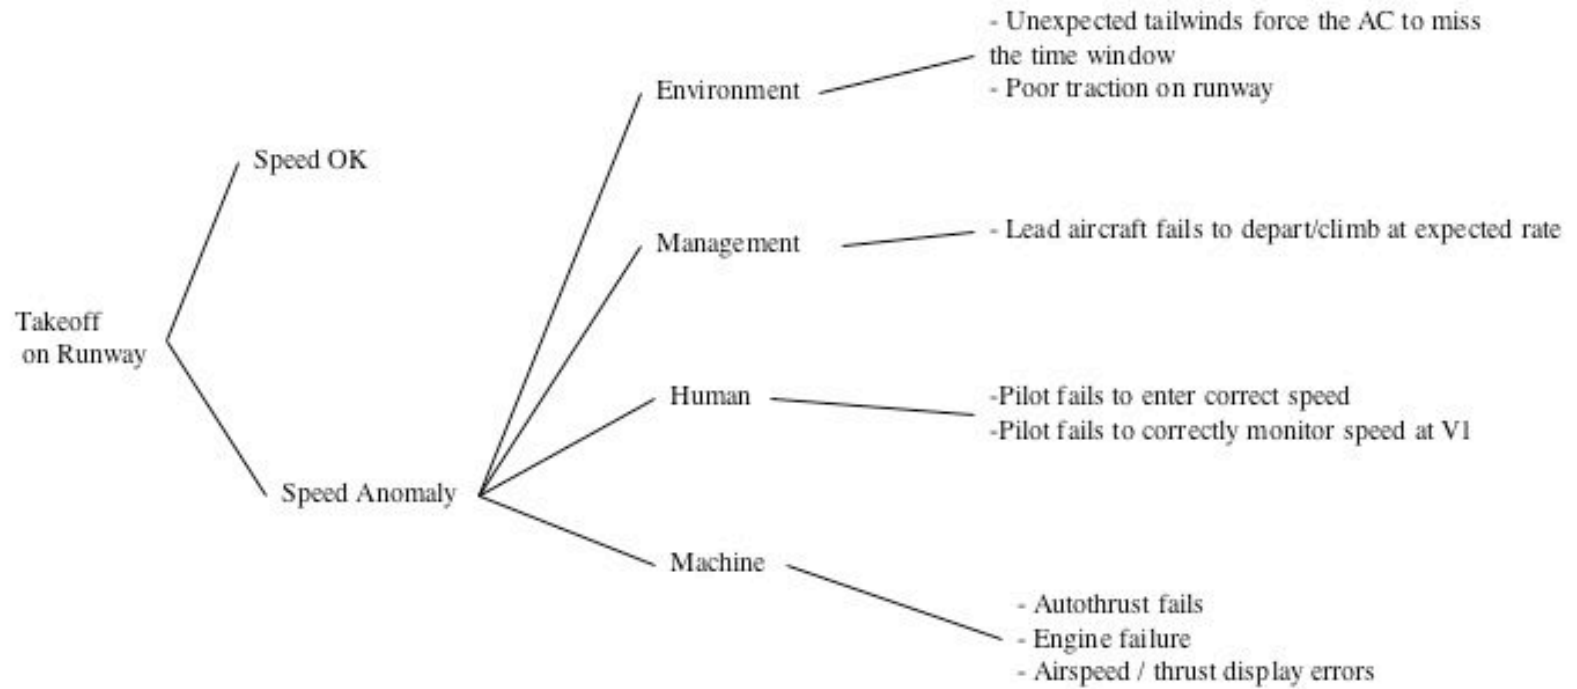 Takeoff
on Runway
Speed OK
Speed Anomaly
Environment
- Unexpected tailwinds force the AC to miss
the time window
- Poor traction on runway
Management
- Lead aircraft fails to depart/climb at expected rate
Human
-Pilot fails to enter correct speed
-Pilot fails to correctly monitor speed at V1
Machine
- Autothrust fails
- Engine failure
- Airspeed / thrust display errors